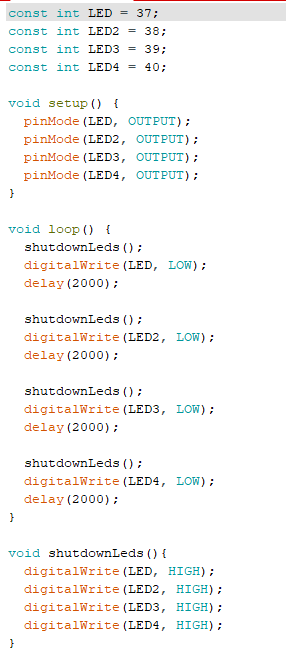 const int LED = 37;
const int LED2 = 38;
const int LED3 = 39;
const int LED4 = 40;

void setup() {
  pinMode(LED, OUTPUT);
  pinMode(LED2, OUTPUT);
  pinMode(LED3, OUTPUT);
  pinMode(LED4, OUTPUT);
}

void loop() {
  shutdownLeds();
  digitalWrite(LED, LOW);
  delay(2000);

  shutdownLeds();
  digitalWrite(LED2, LOW);
  delay(2000);

  shutdownLeds();
  digitalWrite(LED3, LOW);
  delay(2000);

  shutdownLeds();
  digitalWrite(LED4, LOW);
  delay(2000);
}

void shutdownLeds(){
  digitalWrite(LED, HIGH);
  digitalWrite(LED2, HIGH);
  digitalWrite(LED3, HIGH);
  digitalWrite(LED4, HIGH);
}